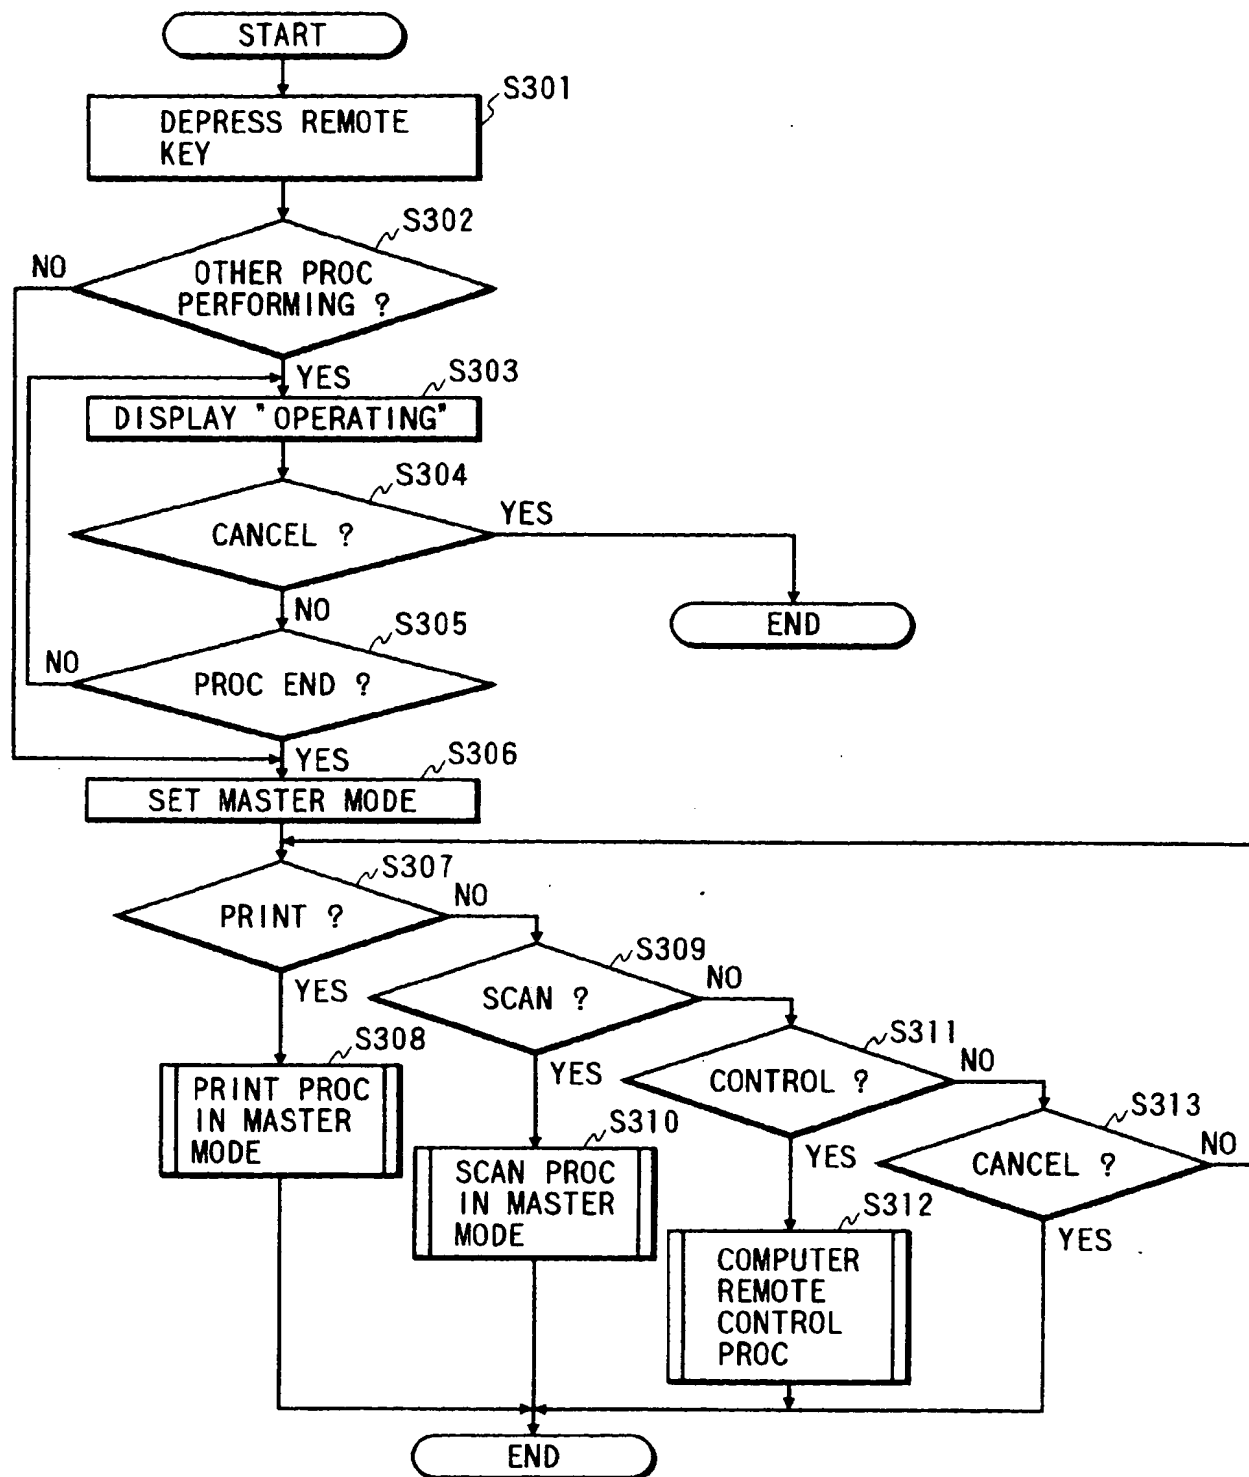 START
S301
DEPRESS REMOTE
KEY
S302
NO
OTHER PROC
PERFORMING ?
YES
S303
DISPLAY "OPERATING"
S304
CANCEL ?
YES
END
NO
S305
NO
PROC END ?
YES
S306
SET MASTER MODE
S307
NO
PRINT ?
YES
S309
NO
SCAN ?
YES
S308
PRINT PROC
IN MASTER
MODE
S311
NO
CONTROL ?
YES
S310
SCAN PROC
IN MASTER
MODE
S313
NO
CANCEL ?
YES
S312
COMPUTER
REMOTE
CONTROL
PROC
END